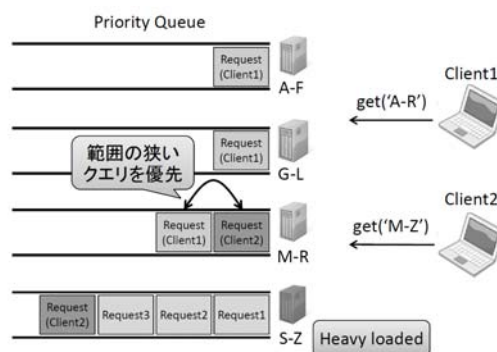 Priority Queue
Request
(Client1)
A-F
Client1
get('A-R')
Request
(Client1)
G-L
範囲の狭い
クエリを優先
Client2
Request
(Client1)
Request
(Client2)
M-R
get('M-Z')
Request
(Client2)
Request3
Request2
Request1
S-Z
Heavy loaded